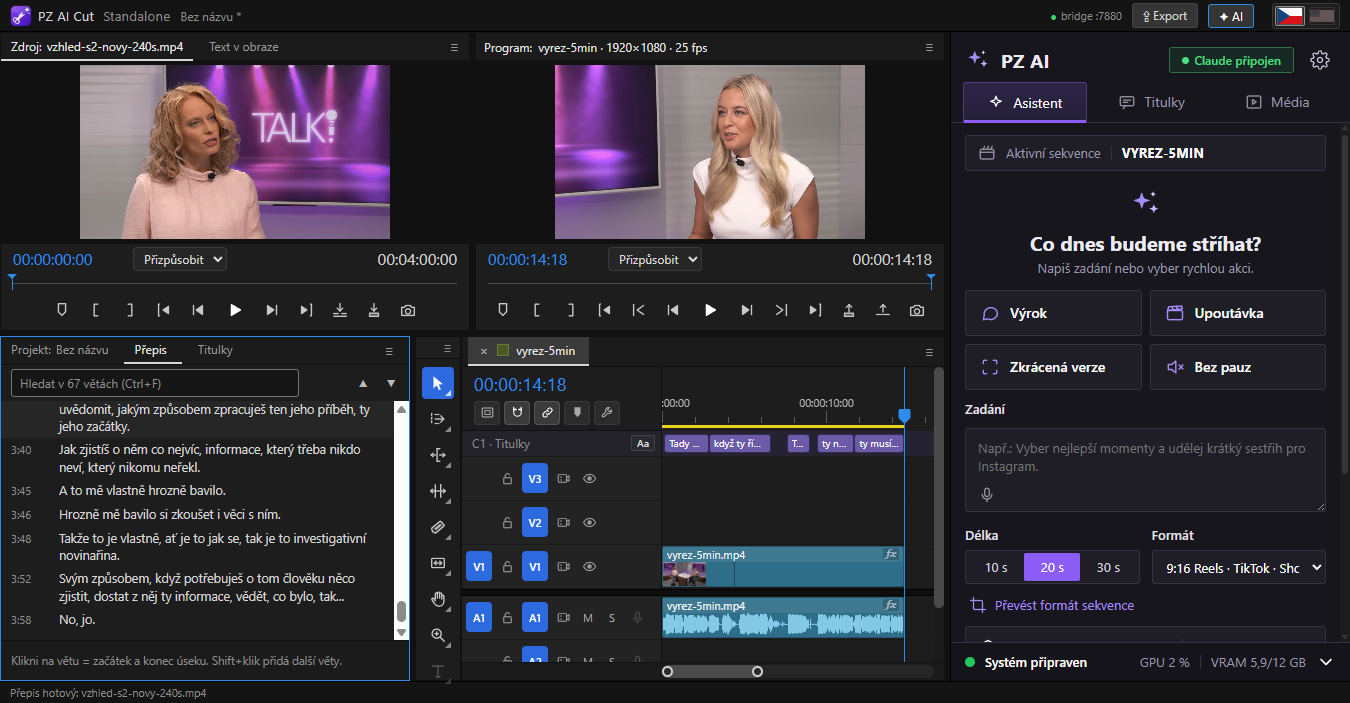 PZ AI Cut Standalone Bez názvu *
bridge :7880
Export
AI
Zdroj: vzhled-s2-novy-240s.mp4
Text v obraze
Program: vyrez-5min · 1920×1080 · 25 fps
TALK!
00:00:00:00
Přizpůsobit
00:04:00:00
00:00:14:18
Přizpůsobit
00:00:14:18
Projekt: Bez názvu
Přepis
Titulky
Hledat v 67 větách (Ctrl+F)
uvědomit, jakým způsobem zpracuješ ten jeho příběh, ty
jeho začátky.
3:40 Jak zjistíš o něm co nejvíc, informace, který třeba nikdo
neví, který nikomu neřekl.
3:45 A to mě vlastně hrozně bavilo.
3:46 Hrozně mě bavilo si zkoušet i věci s ním.
3:48 Takže to je vlastně, ať je to jak se, tak je to investigativní
novinařina.
3:52 Svým způsobem, když potřebuješ o tom člověku něco
zjistit, dostat z něj ty informace, vědět, co bylo, tak...
3:58 No, jo.
Klikni na větu = začátek a konec úseku. Shift+klik přidá další věty.
Přepis hotový: vzhled-s2-novy-240s.mp4
vyrez-5min
00:00:14:18
:00:00
00:00:10:00
C1 · Titulky
Aa
Tady ...
když ty ří...
T...
ty n...
ty musí...
V3
V2
V1
V1
vyrez-5min.mp4
fx
A1
A1
M
S
vyrez-5min.mp4
fx
A2
M
S
PZ AI
Claude připojen
Asistent
Titulky
Média
Aktivní sekvence
VYREZ-5MIN
Co dnes budeme stříhat?
Napiš zadání nebo vyber rychlou akci.
Výrok
Upoutávka
Zkrácená verze
Bez pauz
Zadání
Např.: Vyber nejlepší momenty a udělej krátký sestřih pro
Instagram.
Délka
Formát
10 s
20 s
30 s
9:16 Reels · TikTok · Shc
Převést formát sekvence
Systém připraven
GPU 2 %
VRAM 5,9/12 GB